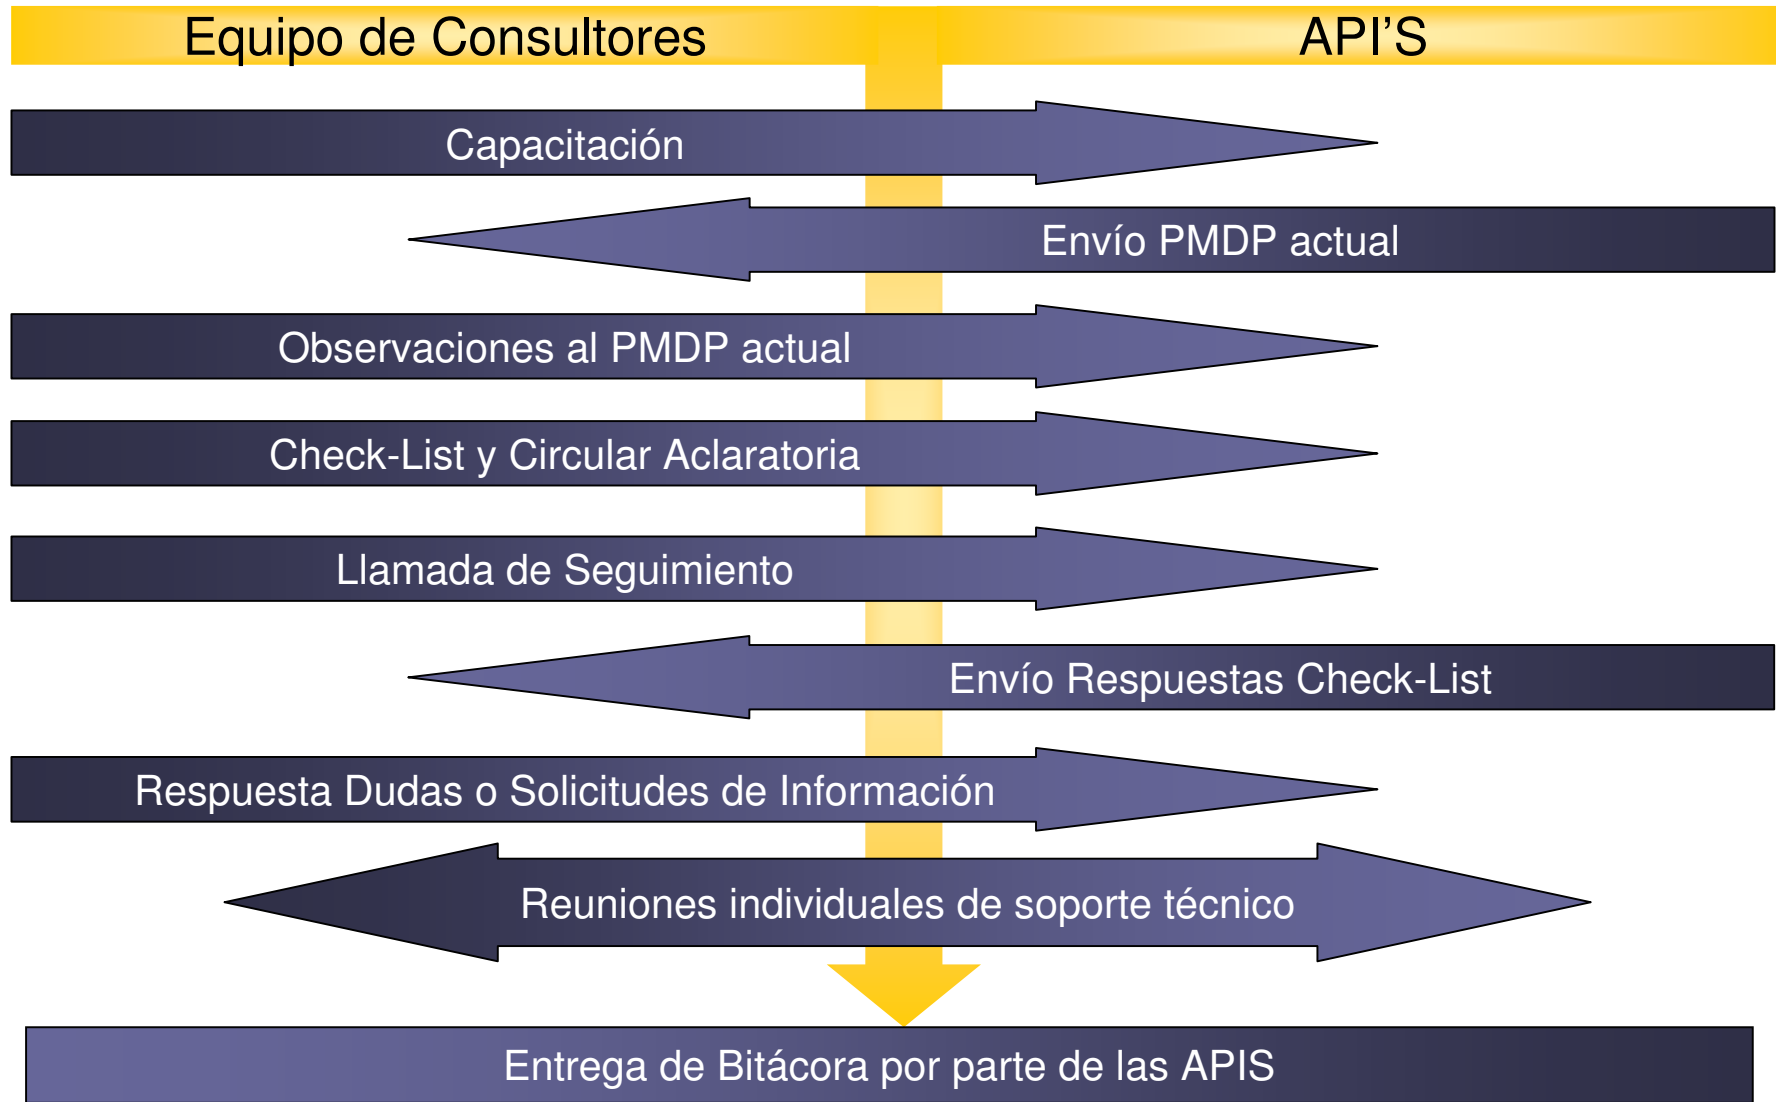 Equipo de Consultores
API'S
Capacitación
Envío PMDP actual
Observaciones al PMDP actual
Check-List y Circular Aclaratoria
Llamada de Seguimiento
Envío Respuestas Check-List
Respuesta Dudas o Solicitudes de Información
Reuniones individuales de soporte técnico
Entrega de Bitácora por parte de las APIS